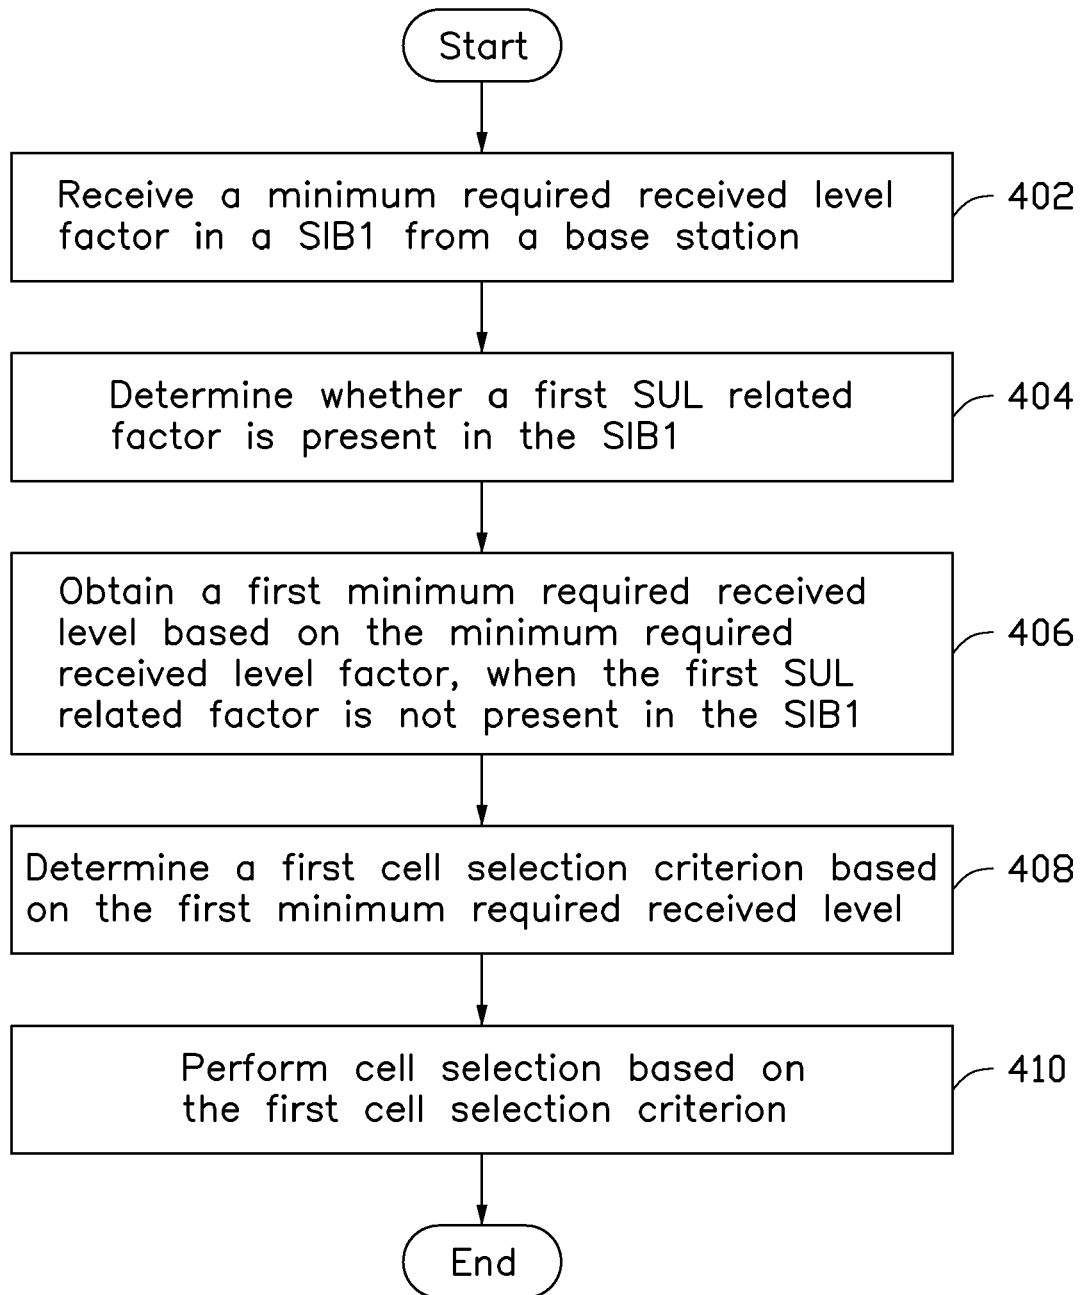 Start
Receive a minimum required received level
factor in a SIB1 from a base station
402
Determine whether a first SUL related
factor is present in the SIB1
404
Obtain a first minimum required received
level based on the minimum required
received level factor, when the first SUL
related factor is not present in the SIB1
406
Determine a first cell selection criterion based
on the first minimum required received level
408
Perform cell selection based on
the first cell selection criterion
410
End